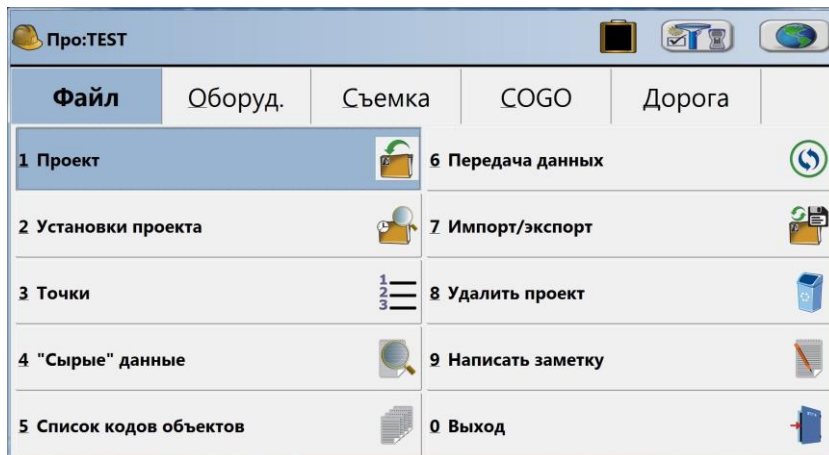 Про:TEST
Файл Оборуд. Съемка COGO Дорога
1 Проект
6 Передача данных
2 Установки проекта
7 Импорт/экспорт
3 Точки
8 Удалить проект
4 "Сырые" данные
9 Написать заметку
5 Список кодов объектов
0 Выход